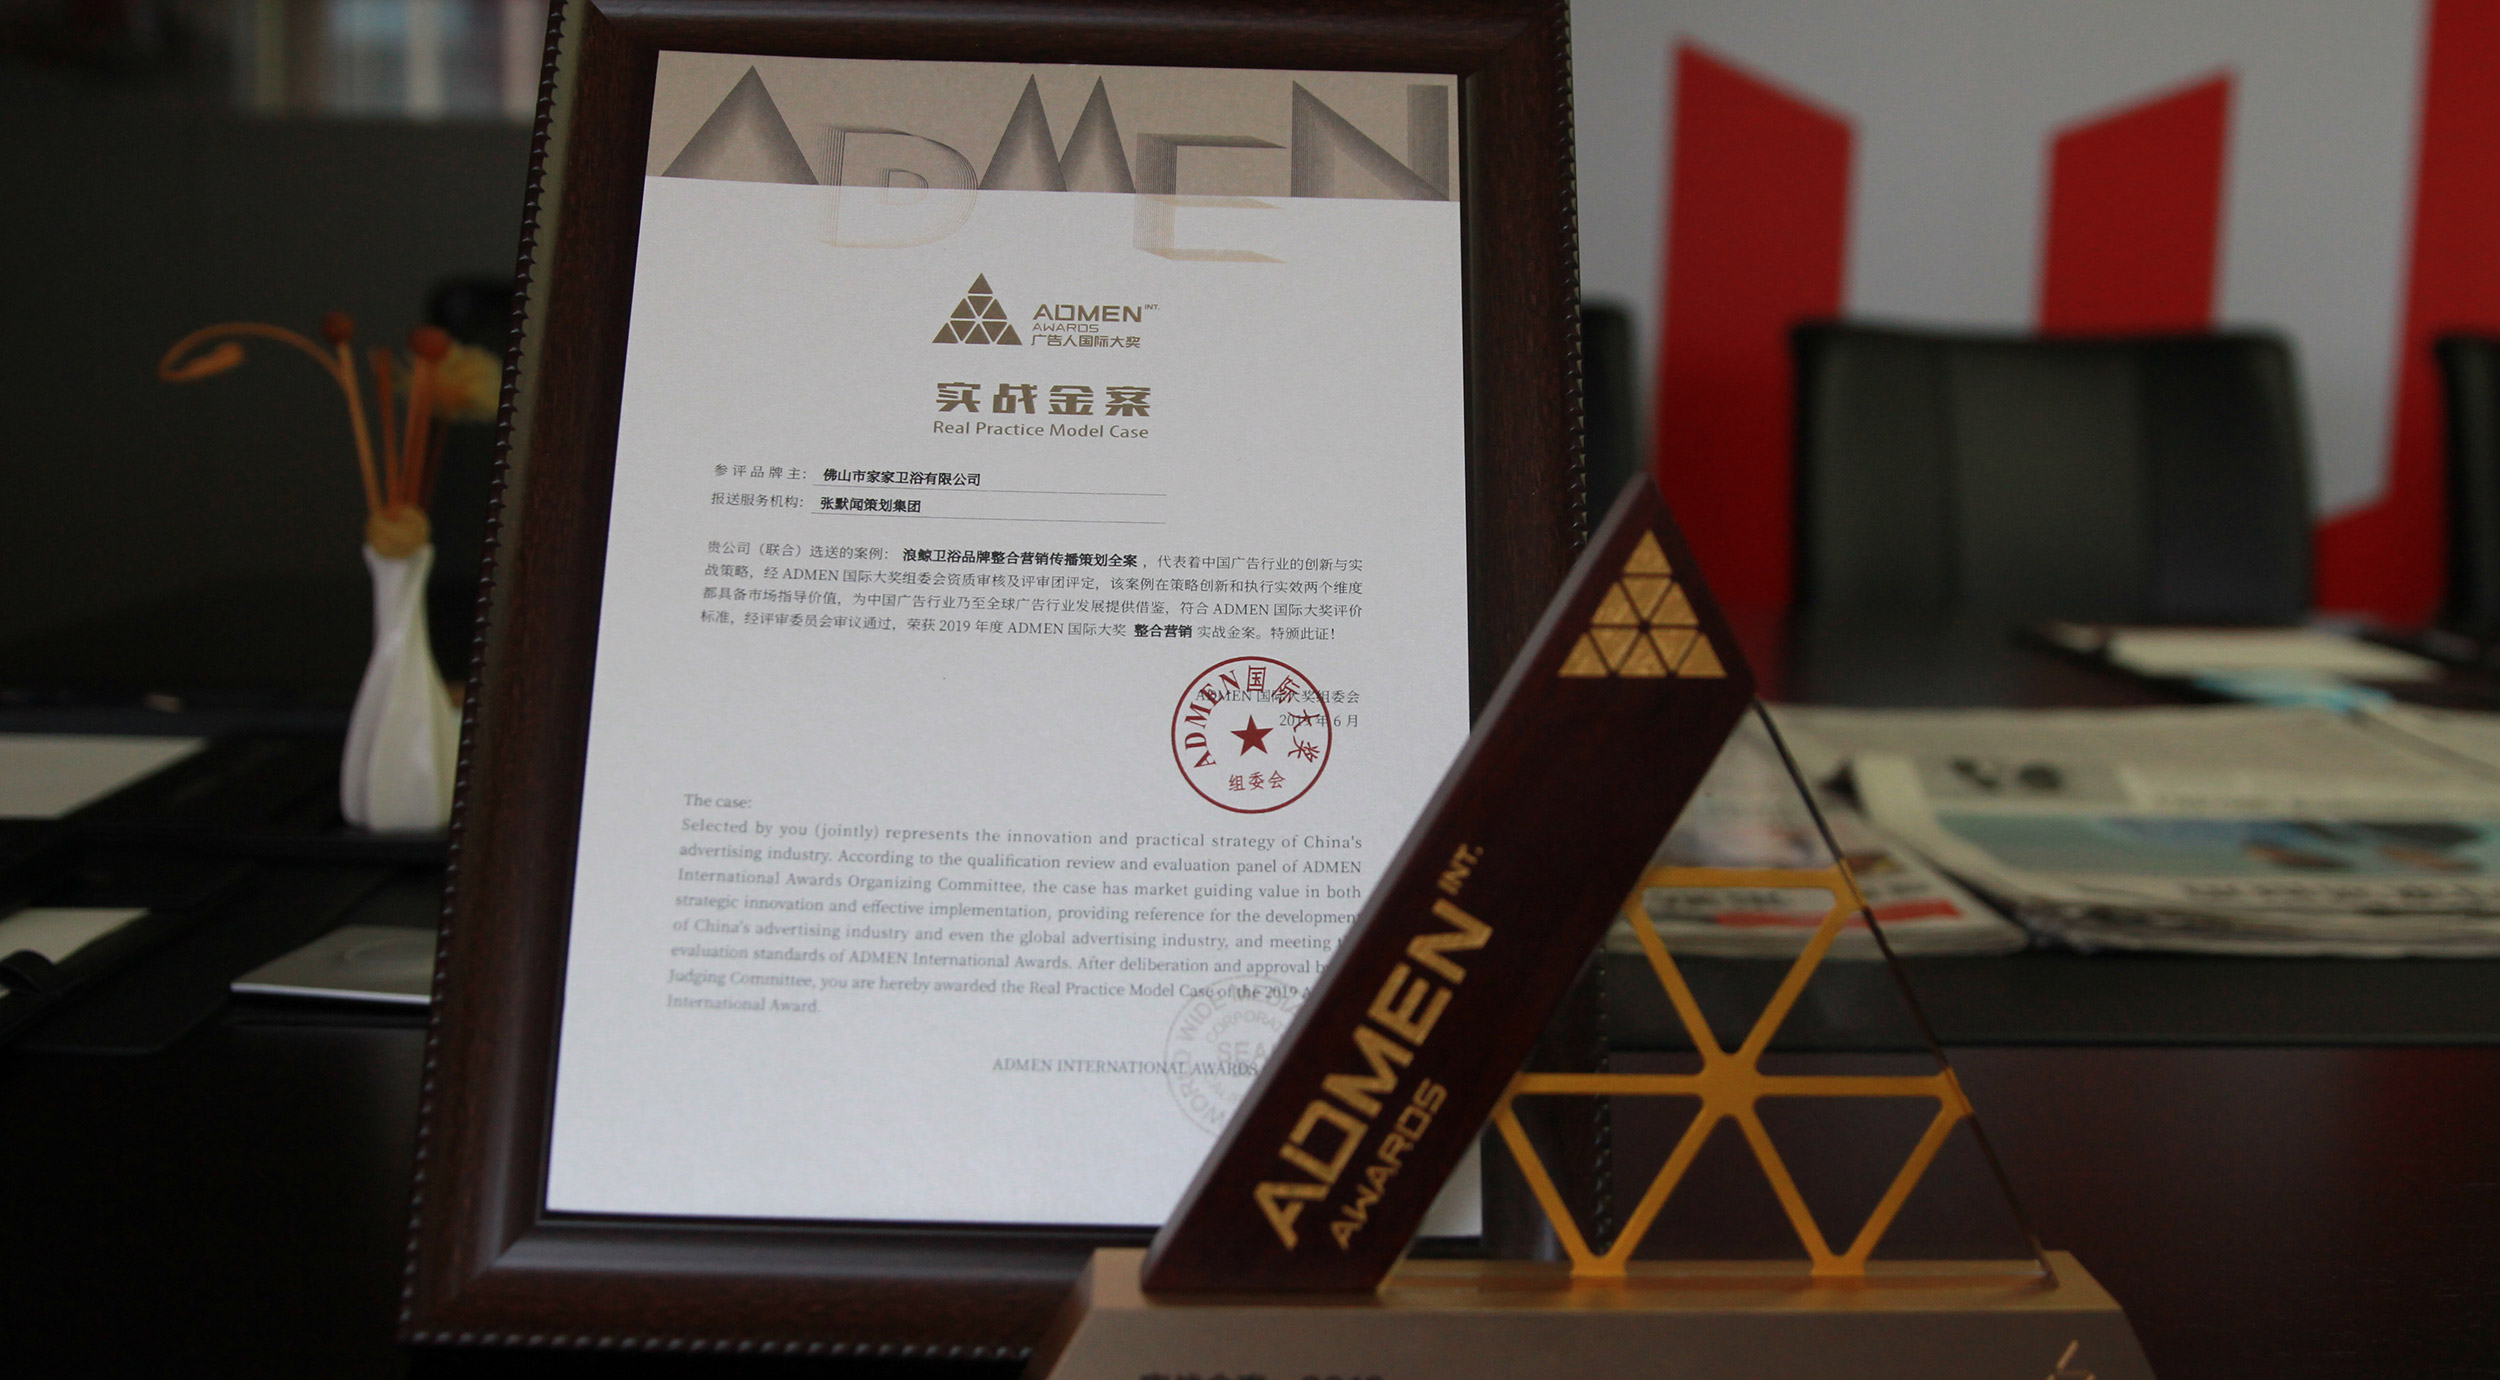 ADMEN
ADMEN INT.
AWARDS
广告人国际大奖
实战金案
Real Practice Model Case
参评品牌主： 佛山市家家卫浴有限公司
报送服务机构： 张默闻策划集团
贵公司（联合）选送的案例： 浪鲸卫浴品牌整合营销传播策划全案 ，代表着中国广告行业的创新与实
战策略，经 ADMEN 国际大奖组委会资质审核及评审团评定，该案例在策略创新和执行实效两个维度
都具备市场指导价值，为中国广告行业乃至全球广告行业发展提供借鉴，符合 ADMEN 国际大奖评价
标准，经评审委员会审议通过，荣获 2019 年度 ADMEN 国际大奖 整合营销 实战金案。特颁此证！
ADMEN 国际大奖组委会
2019 年 6 月
ADMEN国际大奖
组委会
The case:
Selected by you (jointly) represents the innovation and practical strategy of China's
advertising industry. According to the qualification review and evaluation panel of ADMEN
International Awards Organizing Committee, the case has market guiding value in both
strategic innovation and effective implementation, providing reference for the development
of China's advertising industry and even the global advertising industry, and meeting
evaluation standards of ADMEN International Awards. After deliberation and approval
Judging Committee, you are hereby awarded the Real Practice Model Case of the 2019
International Award.
ADMEN INTERNATIONAL AWARDS
WORLD WIDE MEDIA
CORPORATE
SEAL
ADMEN INT.
AWARDS